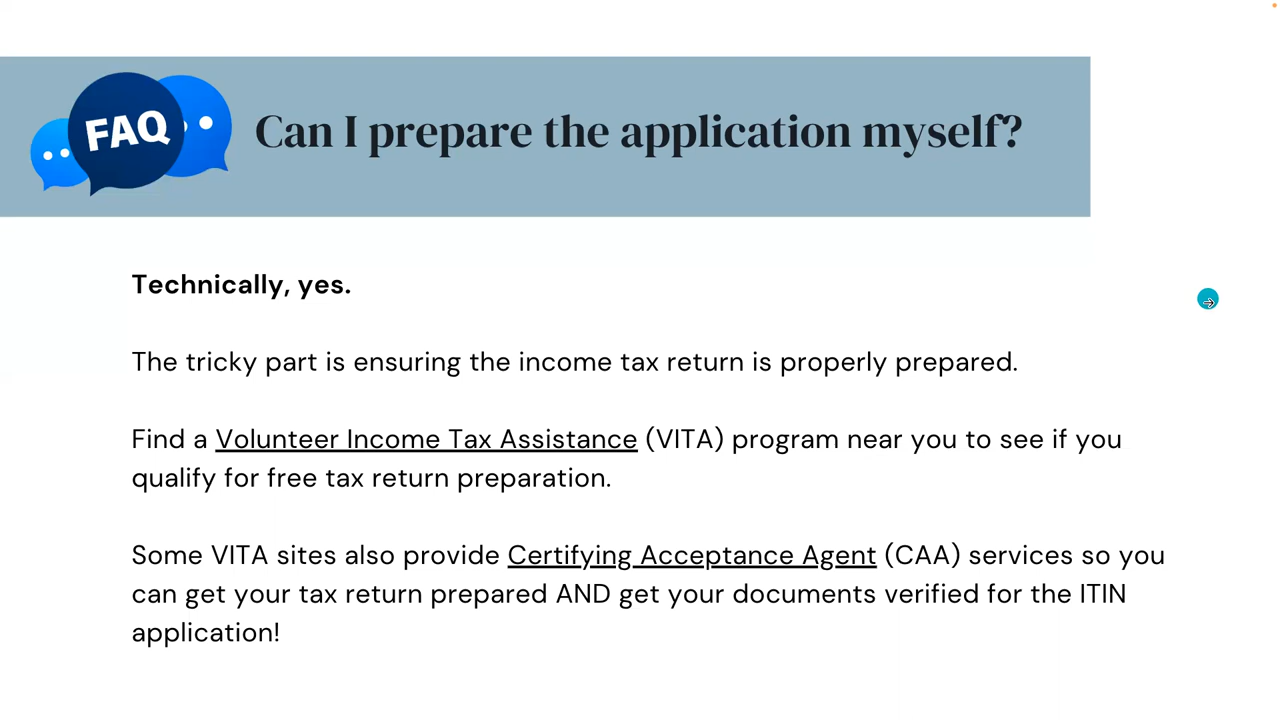 FAQ
Can I prepare the application myself?
Technically, yes.
The tricky part is ensuring the income tax return is properly prepared.
Find a Volunteer Income Tax Assistance (VITA) program near you to see if you
qualify for free tax return preparation.
Some VITA sites also provide Certifying Acceptance Agent (CAA) services so you
can get your tax return prepared AND get your documents verified for the ITIN
application!